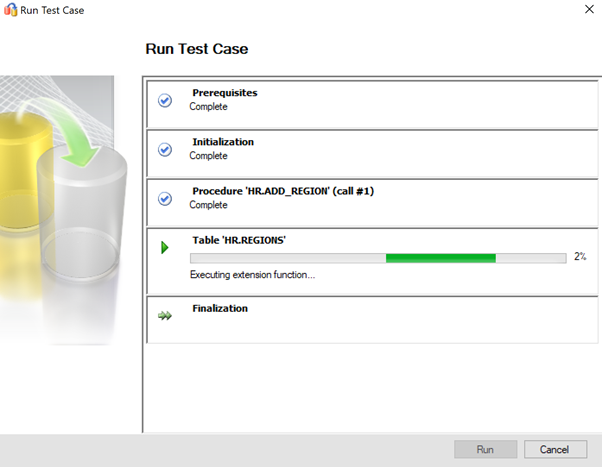 Run Test Case
Run Test Case
Prerequisites
Complete
Initialization
Complete
Procedure 'HR.ADD_REGION' (call #1)
Complete
Table 'HR.REGIONS'
2%
Executing extension function...
Finalization
Run
Cancel